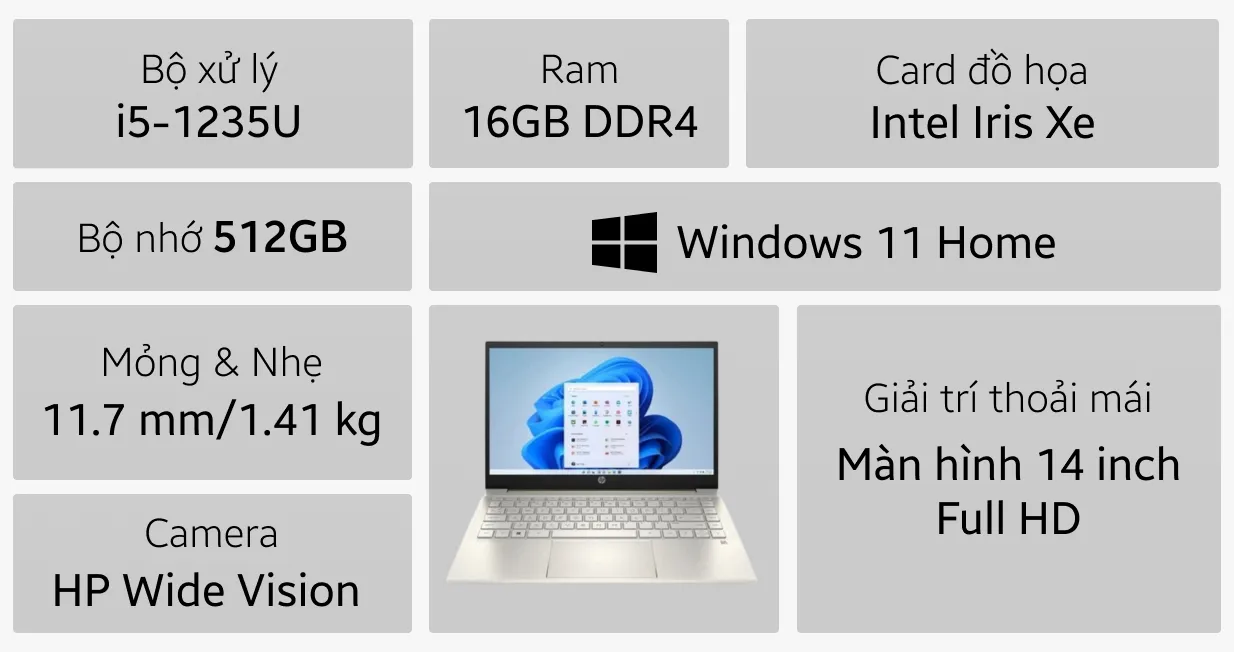 Bộ xử lý
i5-1235U
Ram
16GB DDR4
Card đồ họa
Intel Iris Xe
Bộ nhớ 512GB
Windows 11 Home
Mỏng & Nhẹ
11.7 mm/1.41 kg
Camera
HP Wide Vision
hp
Giải trí thoải mái
Màn hình 14 inch
Full HD